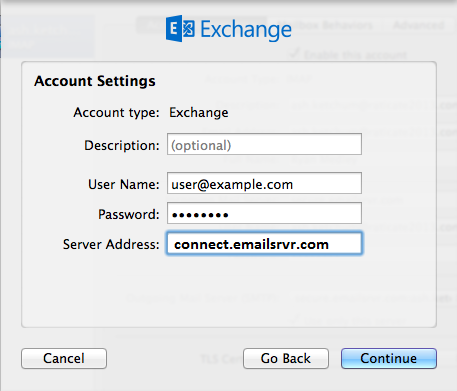 Exchange
Account Settings
Account type: Exchange
Description: (optional)
User Name: user@example.com
Password: ••••••••
Server Address: connect.emailsrvr.com
Cancel
Go Back
Continue